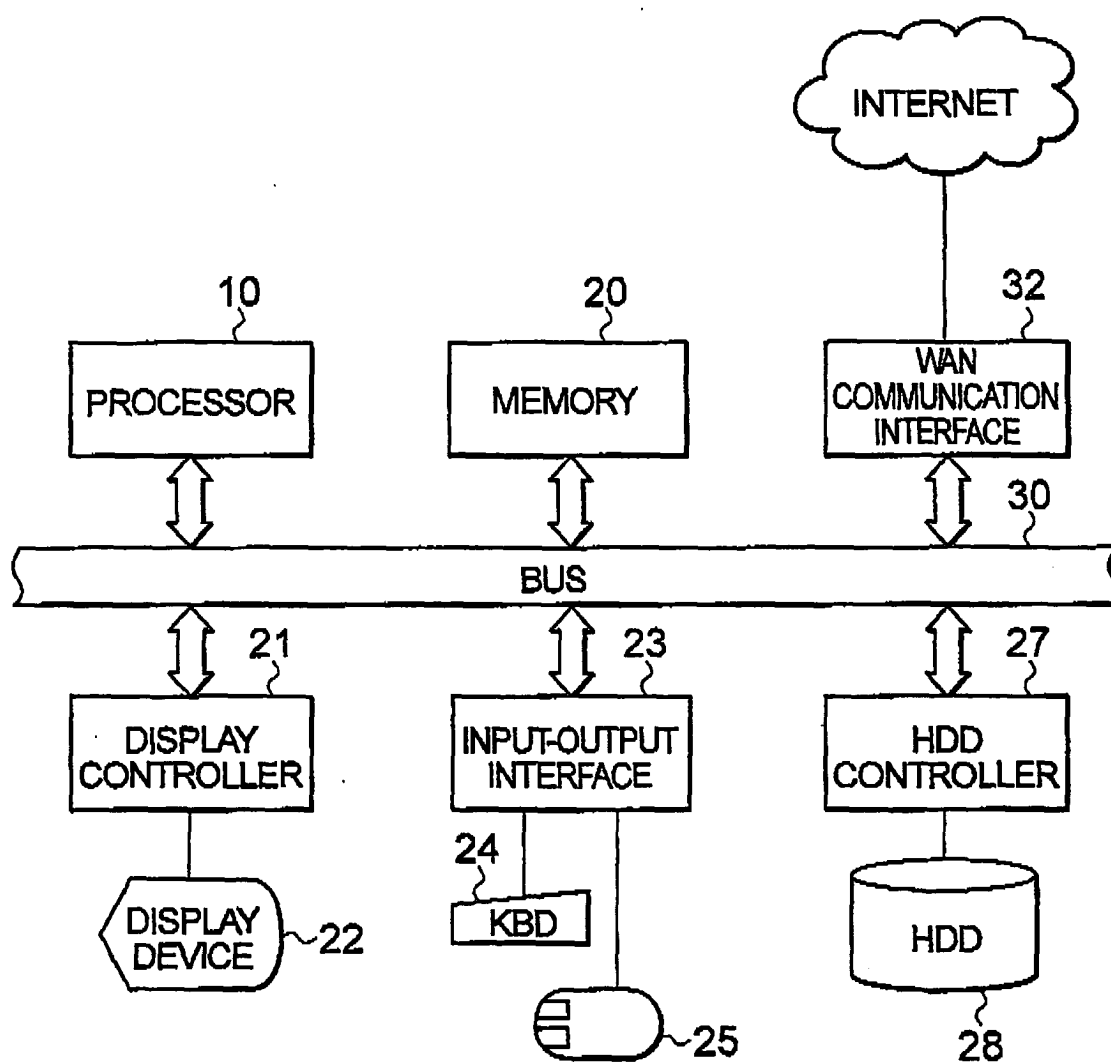 INTERNET
10
PROCESSOR
20
MEMORY
32
WAN
COMMUNICATION
INTERFACE
30
BUS
21
DISPLAY
CONTROLLER
23
INPUT-OUTPUT
INTERFACE
27
HDD
CONTROLLER
DISPLAY
DEVICE
22
24
KBD
25
HDD
28